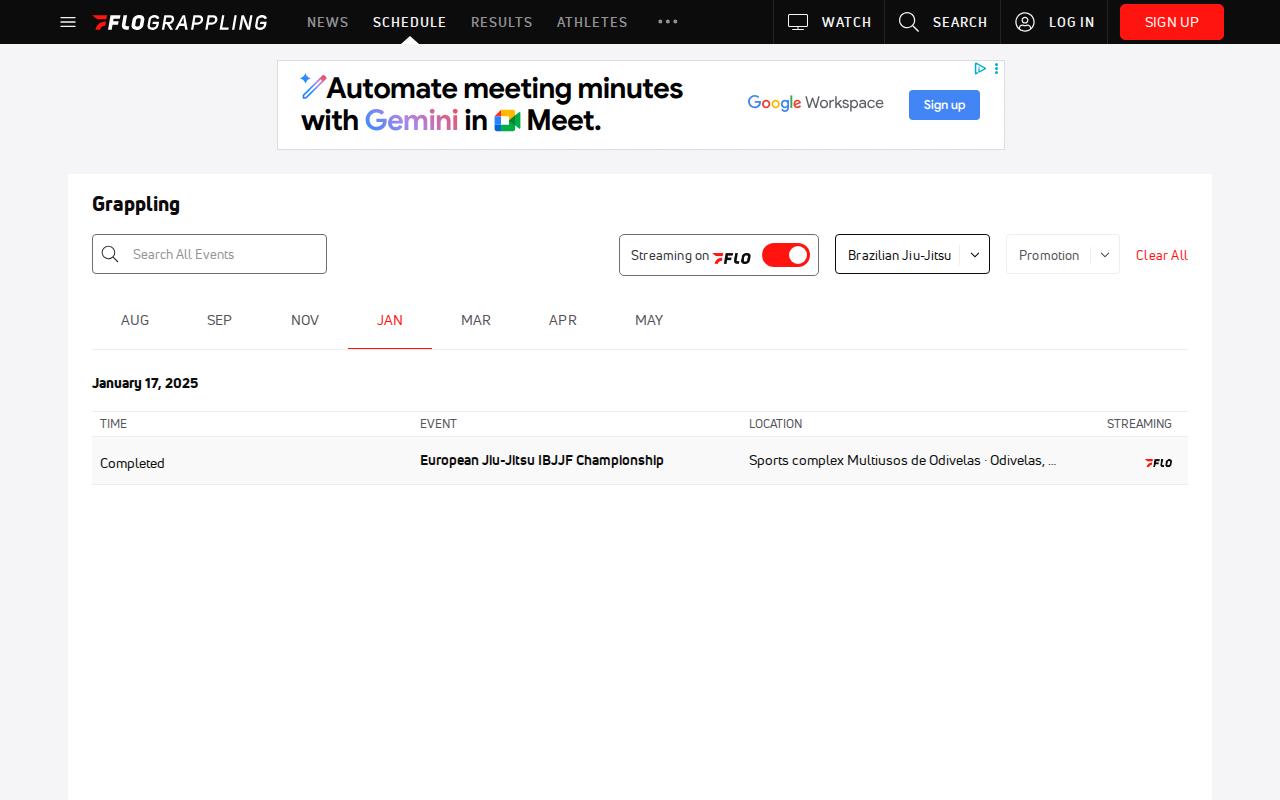 FLOGRAPPLING NEWS SCHEDULE RESULTS ATHLETES WATCH SEARCH LOG IN SIGN UP
Automate meeting minutes
with Gemini in Meet.
Google Workspace
Sign up
Grappling
Search All Events
Streaming on FLO
Brazilian Jiu-Jitsu
Promotion
Clear All
AUG SEP NOV JAN MAR APR MAY
January 17, 2025
TIME EVENT LOCATION STREAMING
Completed European Jiu-Jitsu IBJJF Championship Sports complex Multiusos de Odivelas · Odivelas, ... FLO